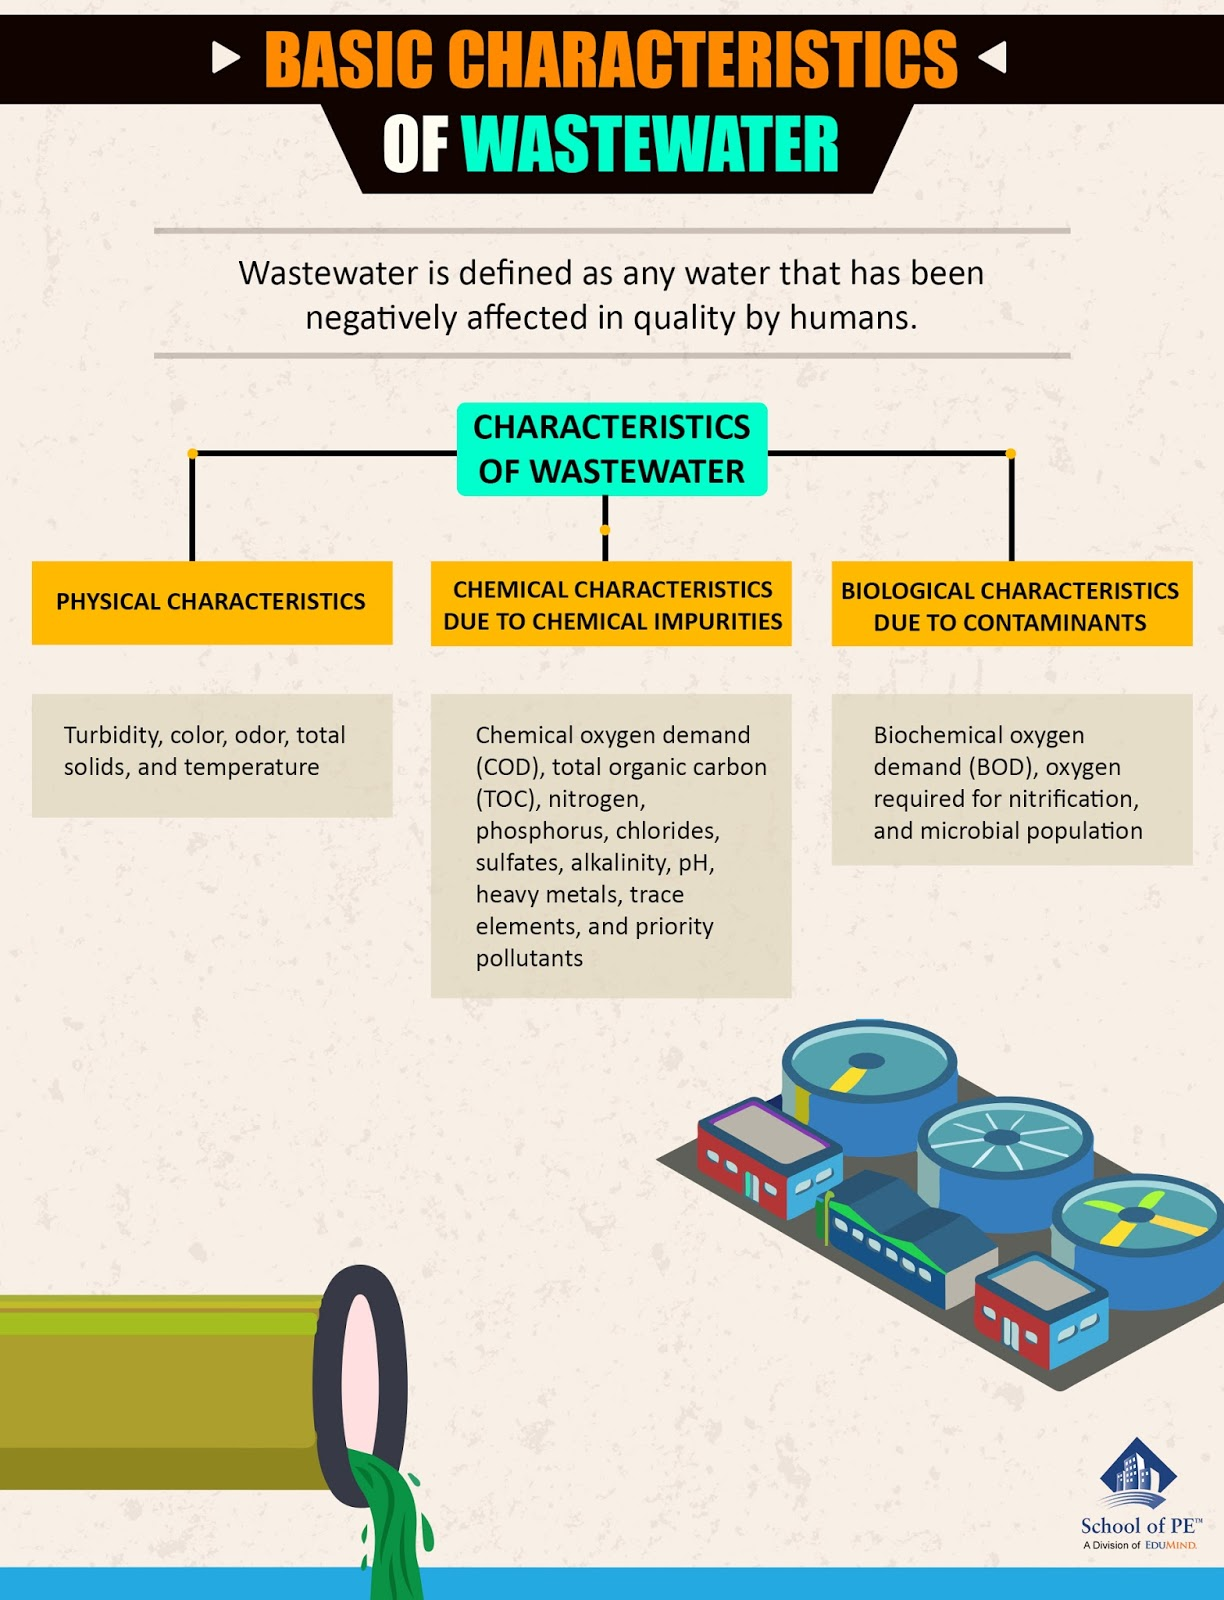 BASIC CHARACTERISTICS
OF WASTEWATER
Wastewater is defined as any water that has been
negatively affected in quality by humans.
CHARACTERISTICS
OF WASTEWATER
PHYSICAL CHARACTERISTICS
Turbidity, color, odor, total
solids, and temperature
CHEMICAL CHARACTERISTICS
DUE TO CHEMICAL IMPURITIES
Chemical oxygen demand
(COD), total organic carbon
(TOC), nitrogen,
phosphorus, chlorides,
sulfates, alkalinity, pH,
heavy metals, trace
elements, and priority
pollutants
BIOLOGICAL CHARACTERISTICS
DUE TO CONTAMINANTS
Biochemical oxygen
demand (BOD), oxygen
required for nitrification,
and microbial population
School of PE™
A Division of EDUMIND.